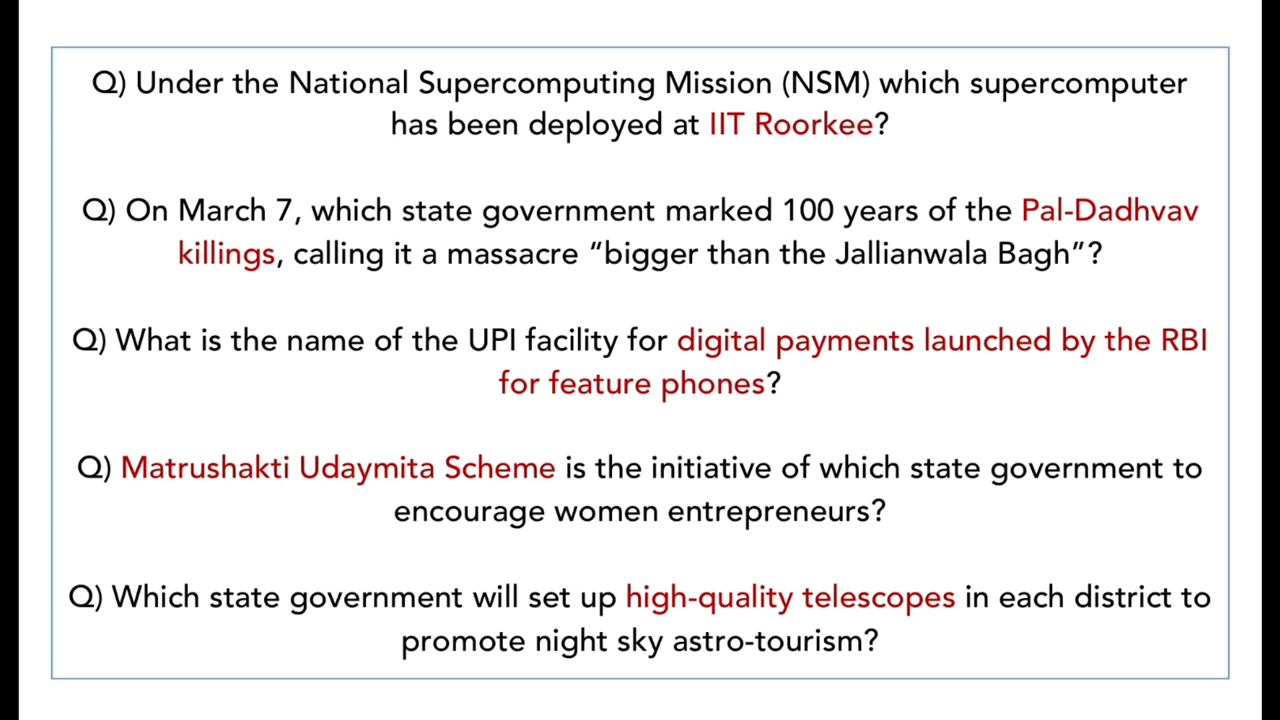 Q) Under the National Supercomputing Mission (NSM) which supercomputer
has been deployed at IIT Roorkee?
Q) On March 7, which state government marked 100 years of the Pal-Dadhvav
killings, calling it a massacre “bigger than the Jallianwala Bagh”?
Q) What is the name of the UPI facility for digital payments launched by the RBI
for feature phones?
Q) Matrushakti Udaymita Scheme is the initiative of which state government to
encourage women entrepreneurs?
Q) Which state government will set up high-quality telescopes in each district to
promote night sky astro-tourism?